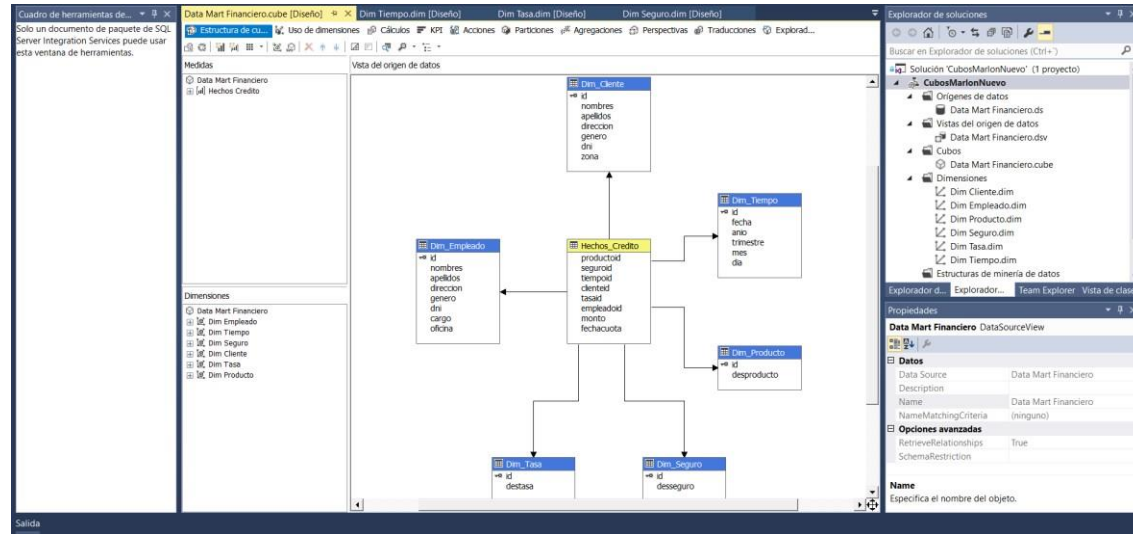 Cuadro de herramientas de...
Solo un documento de paquete de SQL
Server Integration Services puede usar
esta ventana de herramientas.
Data Mart Financiero.cube [Diseño]
Dim Tiempo.dim [Diseño]
Dim Tasa.dim [Diseño]
Dim Seguro.dim [Diseño]
Estructura de cu...
Uso de dimensiones
Cálculos
KPI
Acciones
Particiones
Agregaciones
Perspectivas
Traducciones
Explorad...
Medidas
Data Mart Financiero
Hechos Credito
Dimensiones
Data Mart Financiero
Dim Empleado
Dim Tiempo
Dim Seguro
Dim Cliente
Dim Tasa
Dim Producto
Vista del origen de datos
Dim_Cliente
id
nombres
apellidos
direccion
genero
dni
zona
Dim_Tiempo
id
fecha
anio
trimestre
mes
dia
Dim_Empleado
id
nombres
apellidos
direccion
genero
dni
cargo
oficina
Hechos_Credito
productoid
seguroid
tiempoid
clienteid
tasaid
empleadoid
monto
fechacuota
Dim_Producto
id
desproducto
Dim_Tasa
id
destasa
Dim_Seguro
id
desseguro
Explorador de soluciones
Buscar en Explorador de soluciones (Ctrl+´)
Solución 'CubosMarlonNuevo' (1 proyecto)
CubosMarlonNuevo
Orígenes de datos
Data Mart Financiero.ds
Vistas del origen de datos
Data Mart Financiero.dsv
Cubos
Data Mart Financiero.cube
Dimensiones
Dim Cliente.dim
Dim Empleado.dim
Dim Producto.dim
Dim Seguro.dim
Dim Tasa.dim
Dim Tiempo.dim
Estructuras de minería de datos
Explorador d...
Explorador...
Team Explorer
Vista de clase
Propiedades
Data Mart Financiero DataSourceView
Datos
Data Source Data Mart Financiero
Description
Name Data Mart Financiero
NameMatchingCriteria (ninguno)
Opciones avanzadas
RetrieveRelationships True
SchemaRestriction
Name
Especifica el nombre del objeto.
Salida